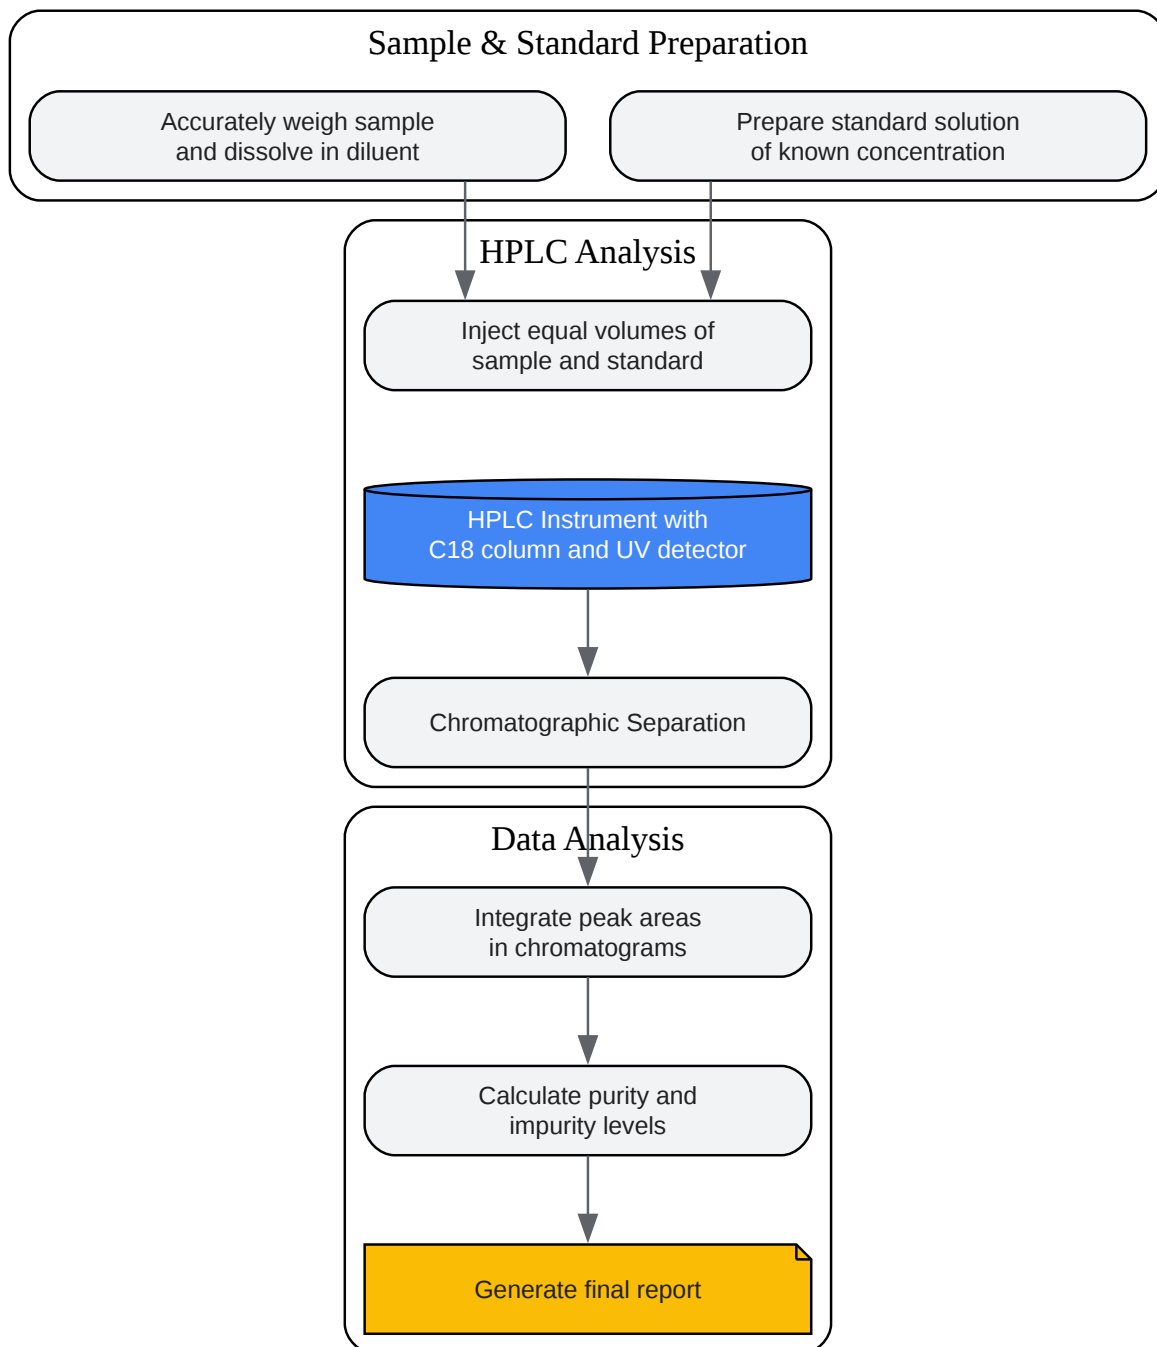 Sample & Standard Preparation
Accurately weigh sample
and dissolve in diluent
Prepare standard solution
of known concentration
HPLC Analysis
Inject equal volumes of
sample and standard
HPLC Instrument with
C18 column and UV detector
Chromatographic Separation
Data Analysis
Integrate peak areas
in chromatograms
Calculate purity and
impurity levels
Generate final report